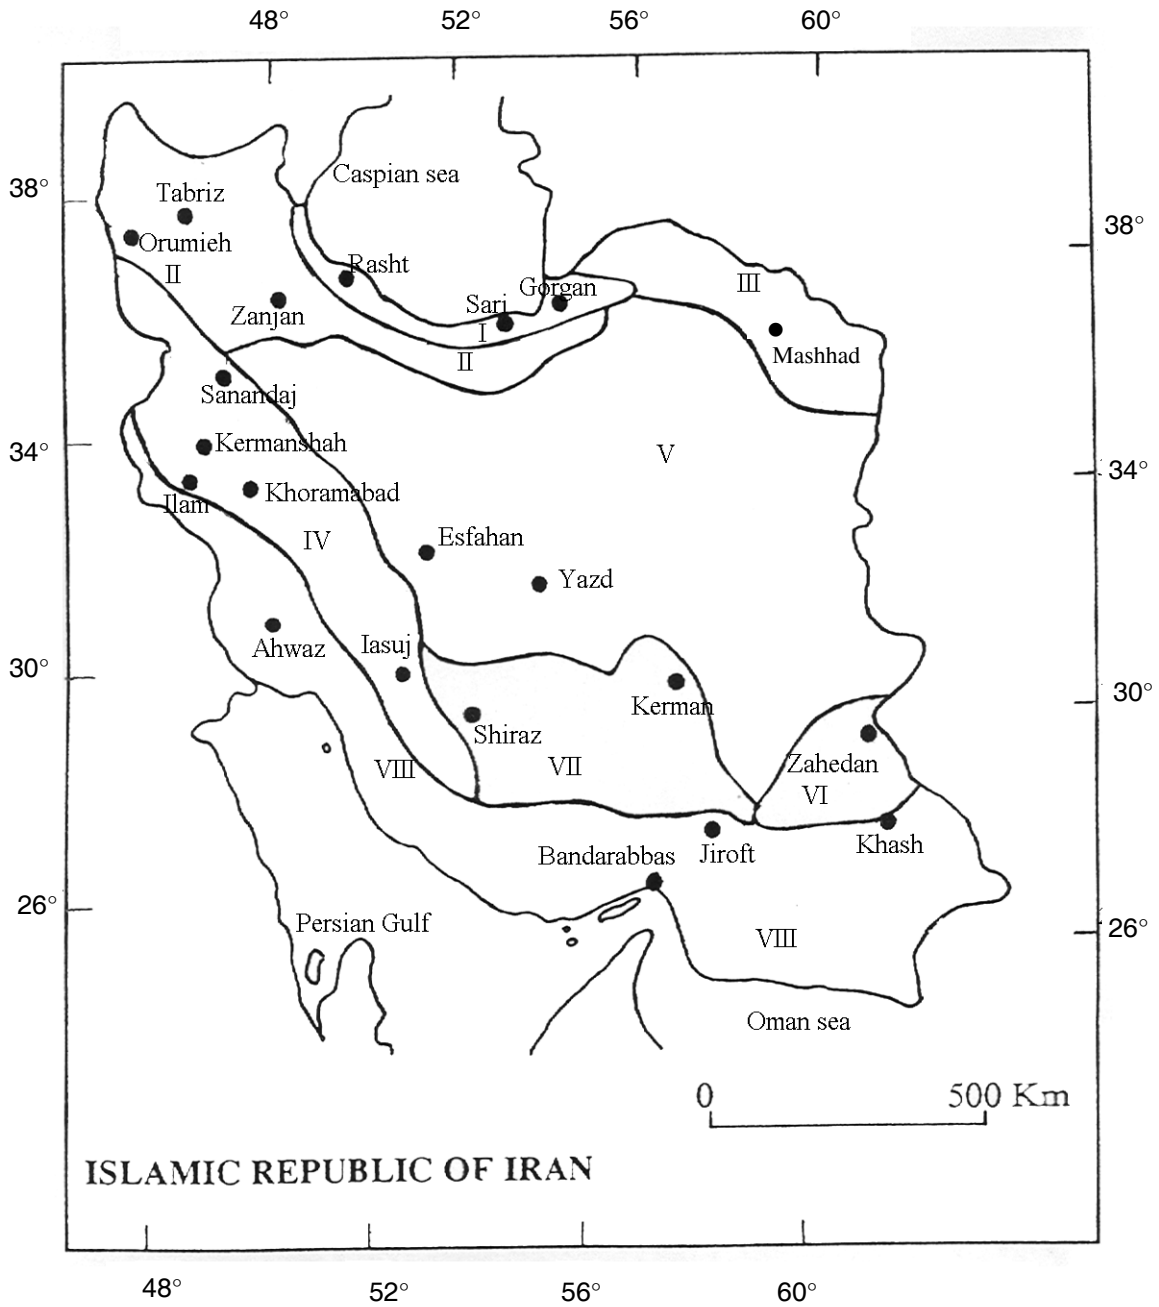 48° 52° 56° 60°
Caspian sea
38°
Tabriz
38°
Orumieh
Rasht
II
III
Gorgan
Zanjan
Sari
I
Mashhad
II
Sanandaj
34°
Kermanshah
V
34°
Ilam
Khoramabad
IV
Esfahan
Yazd
Ahwaz
Iasuj
30°
30°
Kerman
Shiraz
VIII
VII
Zahedan
VI
Bandarabbas
Jiroft
Khash
26°
Persian Gulf
VIII
26°
Oman sea
0 500 Km
ISLAMIC REPUBLIC OF IRAN
48° 52° 56° 60°